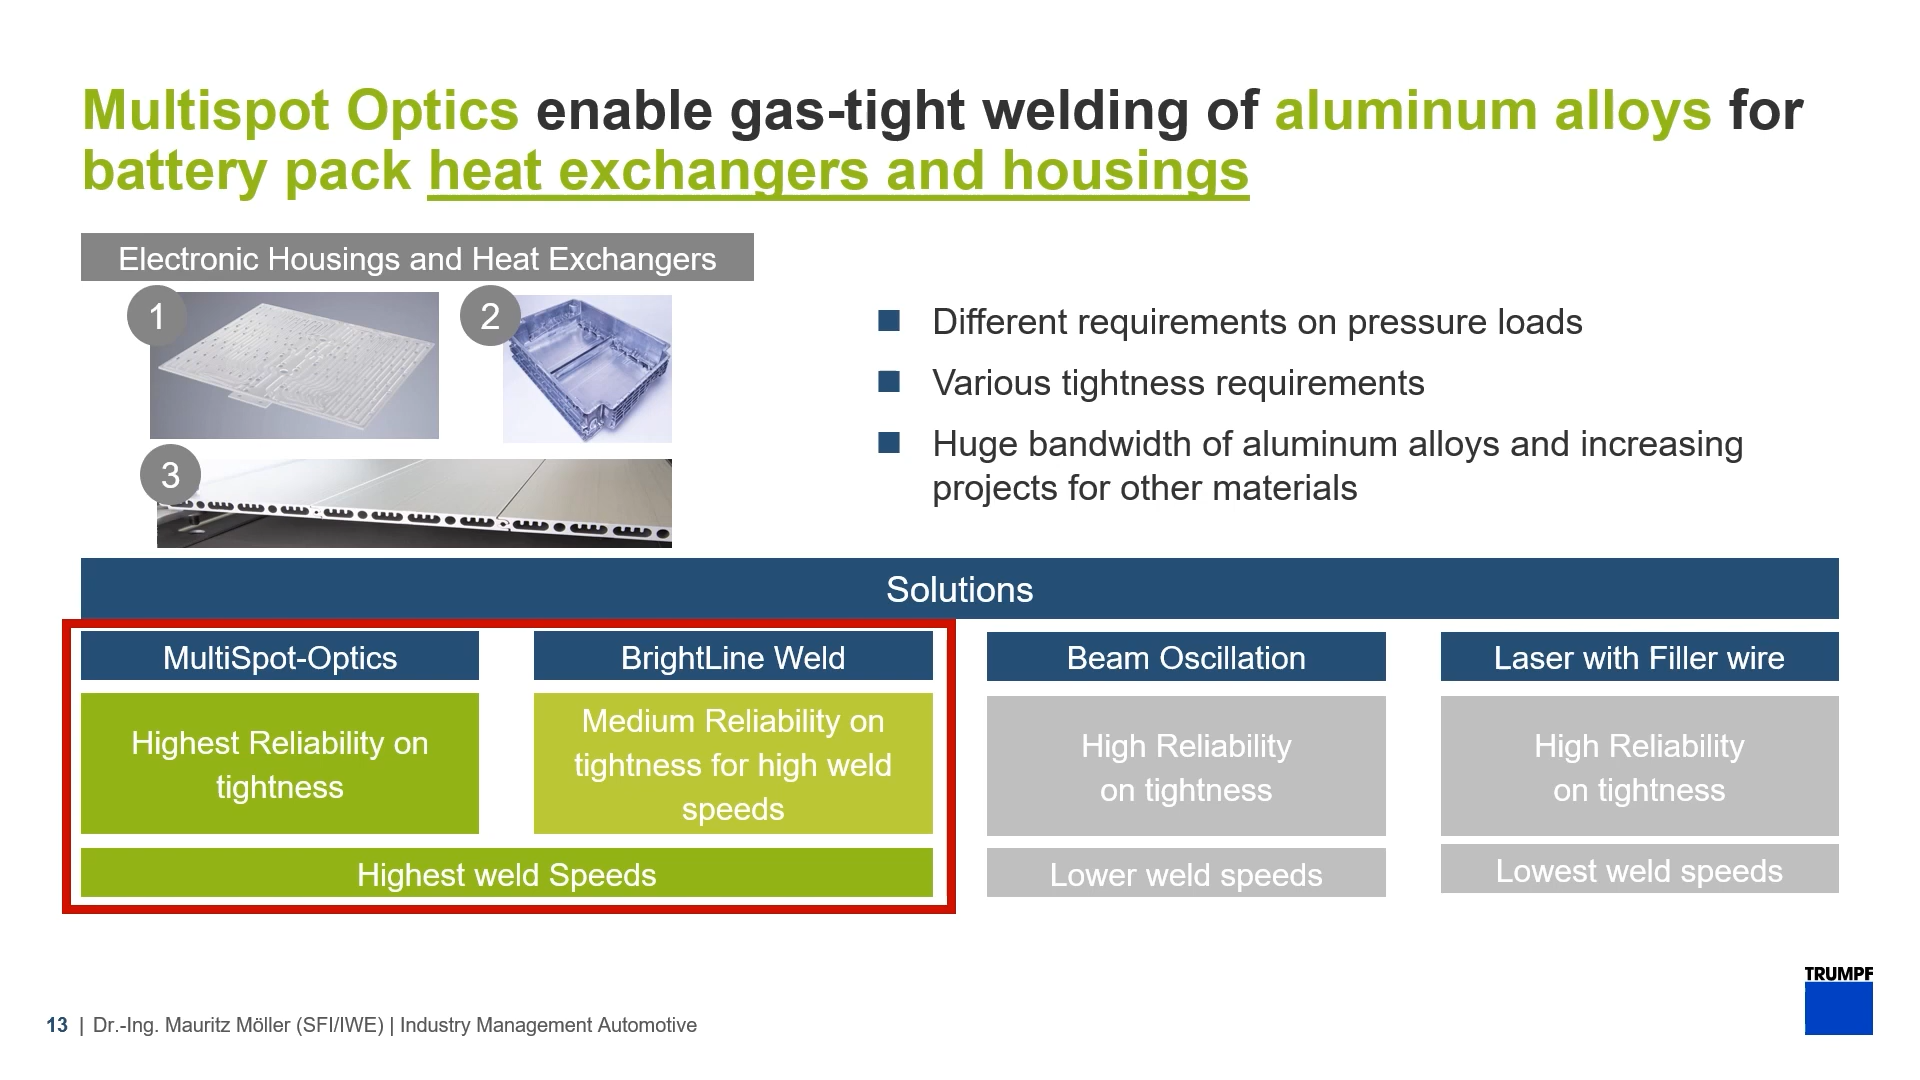 Multispot Optics enable gas-tight welding of aluminum alloys for
battery pack heat exchangers and housings
Electronic Housings and Heat Exchangers
1
2
3
Different requirements on pressure loads
Various tightness requirements
Huge bandwidth of aluminum alloys and increasing
projects for other materials
Solutions
MultiSpot-Optics
BrightLine Weld
Beam Oscillation
Laser with Filler wire
Highest Reliability on
tightness
Medium Reliability on
tightness for high weld
speeds
High Reliability
on tightness
High Reliability
on tightness
Highest weld Speeds
Lower weld speeds
Lowest weld speeds
TRUMPF
13 | Dr.-Ing. Mauritz Möller (SFI/IWE) | Industry Management Automotive